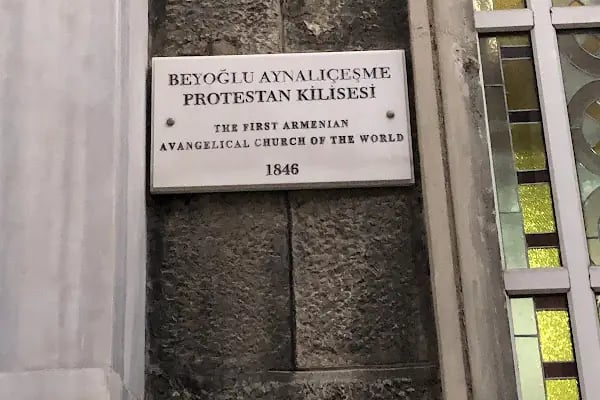 BEYOĞLU AYNALIÇEŞME
PROTESTAN KİLİSESİ
THE FIRST ARMENIAN
AVANGELICAL CHURCH OF THE WORLD
1846